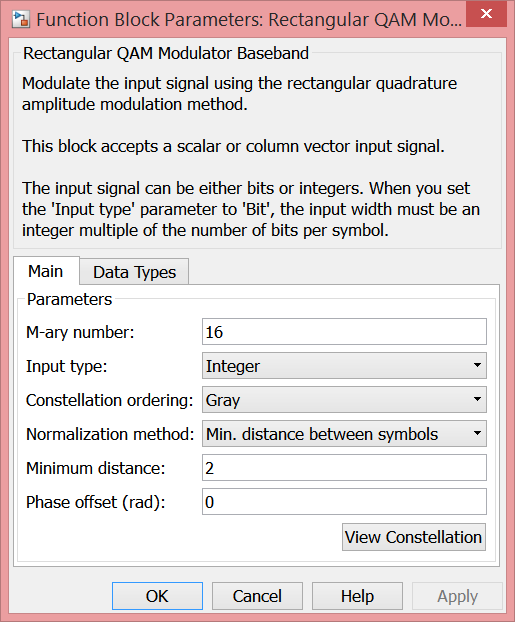 Function Block Parameters: Rectangular QAM Mo...
Rectangular QAM Modulator Baseband
Modulate the input signal using the rectangular quadrature
amplitude modulation method.
This block accepts a scalar or column vector input signal.
The input signal can be either bits or integers. When you set
the 'Input type' parameter to 'Bit', the input width must be an
integer multiple of the number of bits per symbol.
Main Data Types
Parameters
M-ary number: 16
Input type: Integer
Constellation ordering: Gray
Normalization method: Min. distance between symbols
Minimum distance: 2
Phase offset (rad): 0
View Constellation
OK Cancel Help Apply